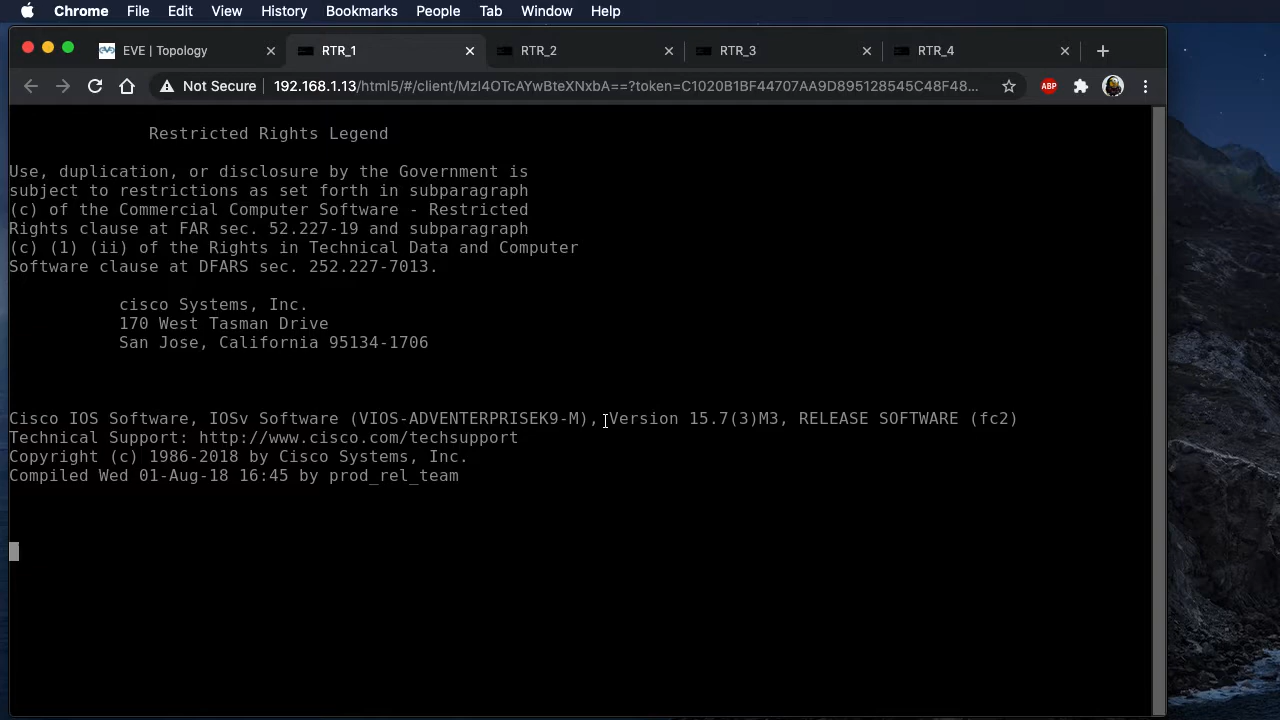 Chrome File Edit View History Bookmarks People Tab Window Help
EVE | Topology RTR_1 RTR_2 RTR_3 RTR_4
Not Secure 192.168.1.13/html5/#/client/MzI4OTcAYwBteXNxbA==?token=C1020B1BF44707AA9D895128545C48F48...
ABP
Restricted Rights Legend
Use, duplication, or disclosure by the Government is
subject to restrictions as set forth in subparagraph
(c) of the Commercial Computer Software - Restricted
Rights clause at FAR sec. 52.227-19 and subparagraph
(c) (1) (ii) of the Rights in Technical Data and Computer
Software clause at DFARS sec. 252.227-7013.
cisco Systems, Inc.
170 West Tasman Drive
San Jose, California 95134-1706
Cisco IOS Software, IOSv Software (VIOS-ADVENTERPRISEK9-M), Version 15.7(3)M3, RELEASE SOFTWARE (fc2)
Technical Support: http://www.cisco.com/techsupport
Copyright (c) 1986-2018 by Cisco Systems, Inc.
Compiled Wed 01-Aug-18 16:45 by prod_rel_team